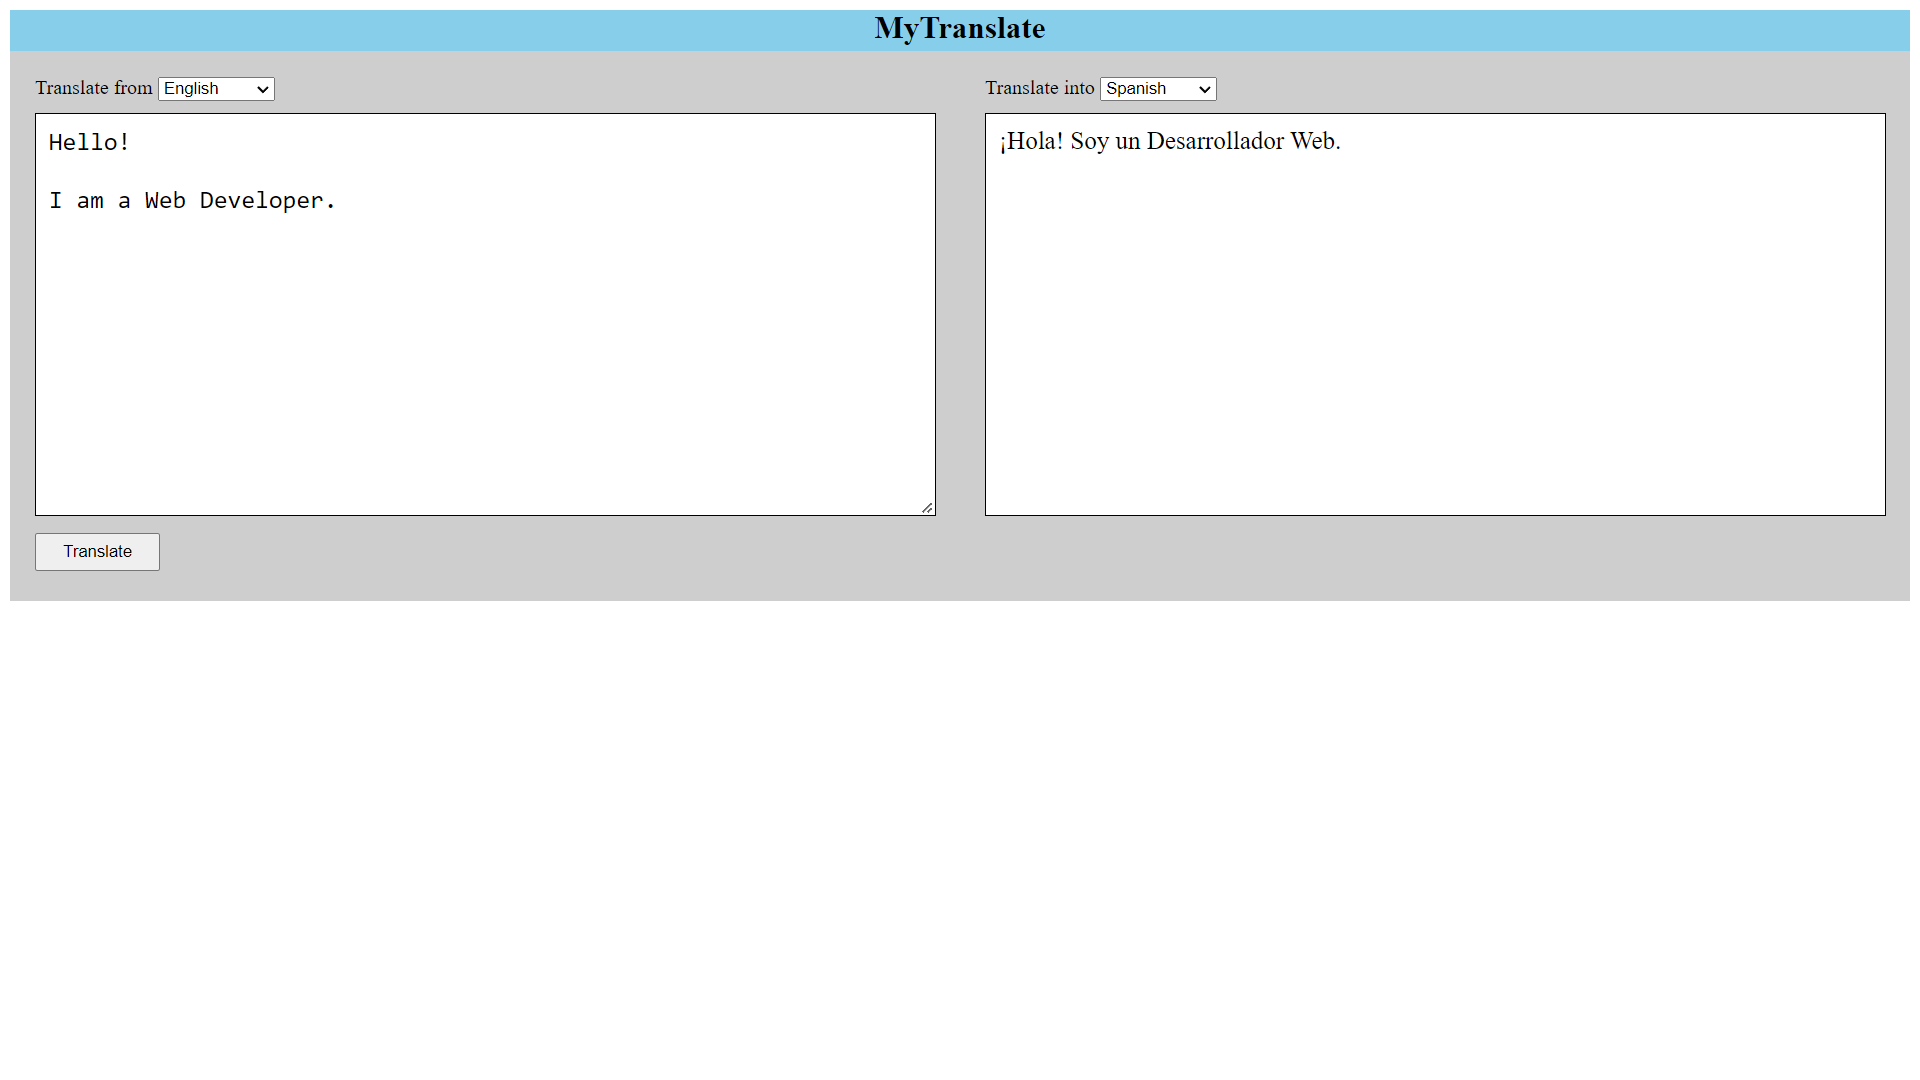 MyTranslate
Translate from English
Hello!
I am a Web Developer.
Translate
Translate into Spanish
¡Hola! Soy un Desarrollador Web.